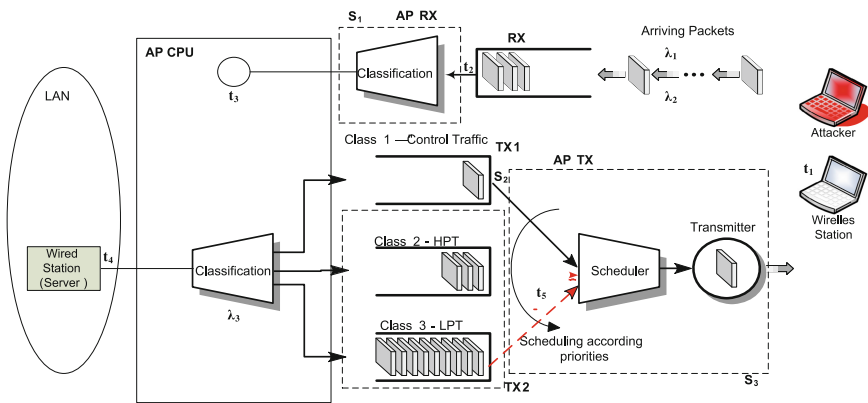 S1
AP RX
AP CPU
RX
Arriving Packets
λ1
λ2
t2
Classification
t3
LAN
Attacker
Class 1 – Control Traffic
TX1
S2
AP TX
t1
Wirelles
Station
Class 2 - HPT
Transmitter
Wired
Station
(Server )
t4
Classification
λ3
Scheduler
t5
Class 3 - LPT
Scheduling according
priorities
TX2
S3